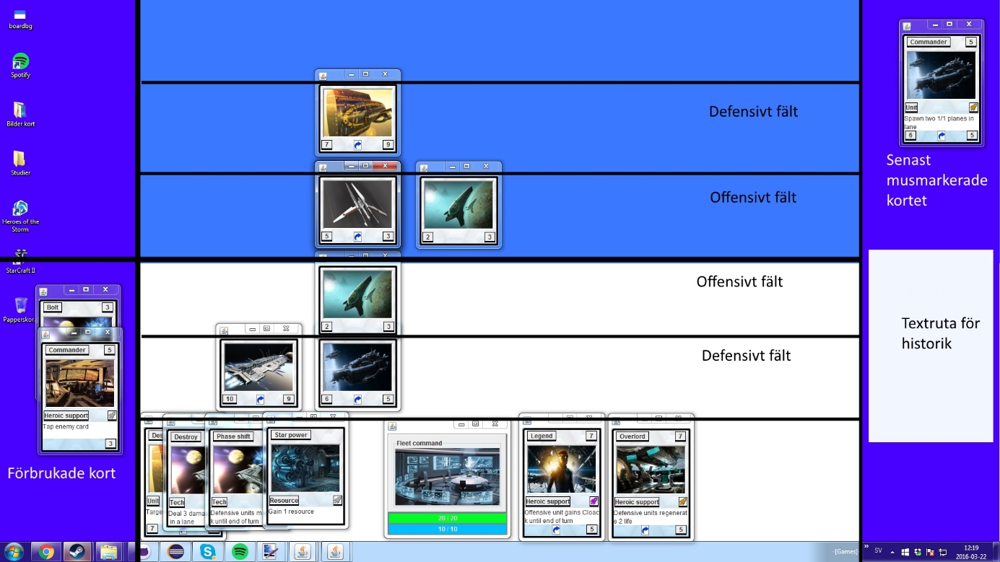 boardbg
Spotify
Bilder kort
Studier
Heroes of the
Storm
StarCraft II
Papperskor
Bolt 3
Commander 5
Heroic support
Tap enemy card
3
Förbrukade kort
Defensivt fält
7 9
Offensivt fält
5 3
2 3
Offensivt fält
2 3
Defensivt fält
10 9
6 5
Des
Unit
Targe
7
Destroy
Tech
Deal 3 dama
in a lane
Phase shift
Tech
Defensive units m
k until end of turn
Star power
Resource
Gain 1 resource
Fleet command
20 / 20
10 / 10
Legend 7
Heroic support
Offensive unit gains Cloac
k until end of turn
5
Overlord 7
Heroic support
Defensive units regenerat
e 2 life
5
Commander 5
Unit
Spawn two 1/1 planes in
lane
6 5
Senast
musmarkerade
kortet
Textruta för
historik
-[Games]
SV
12:19
2016-03-22